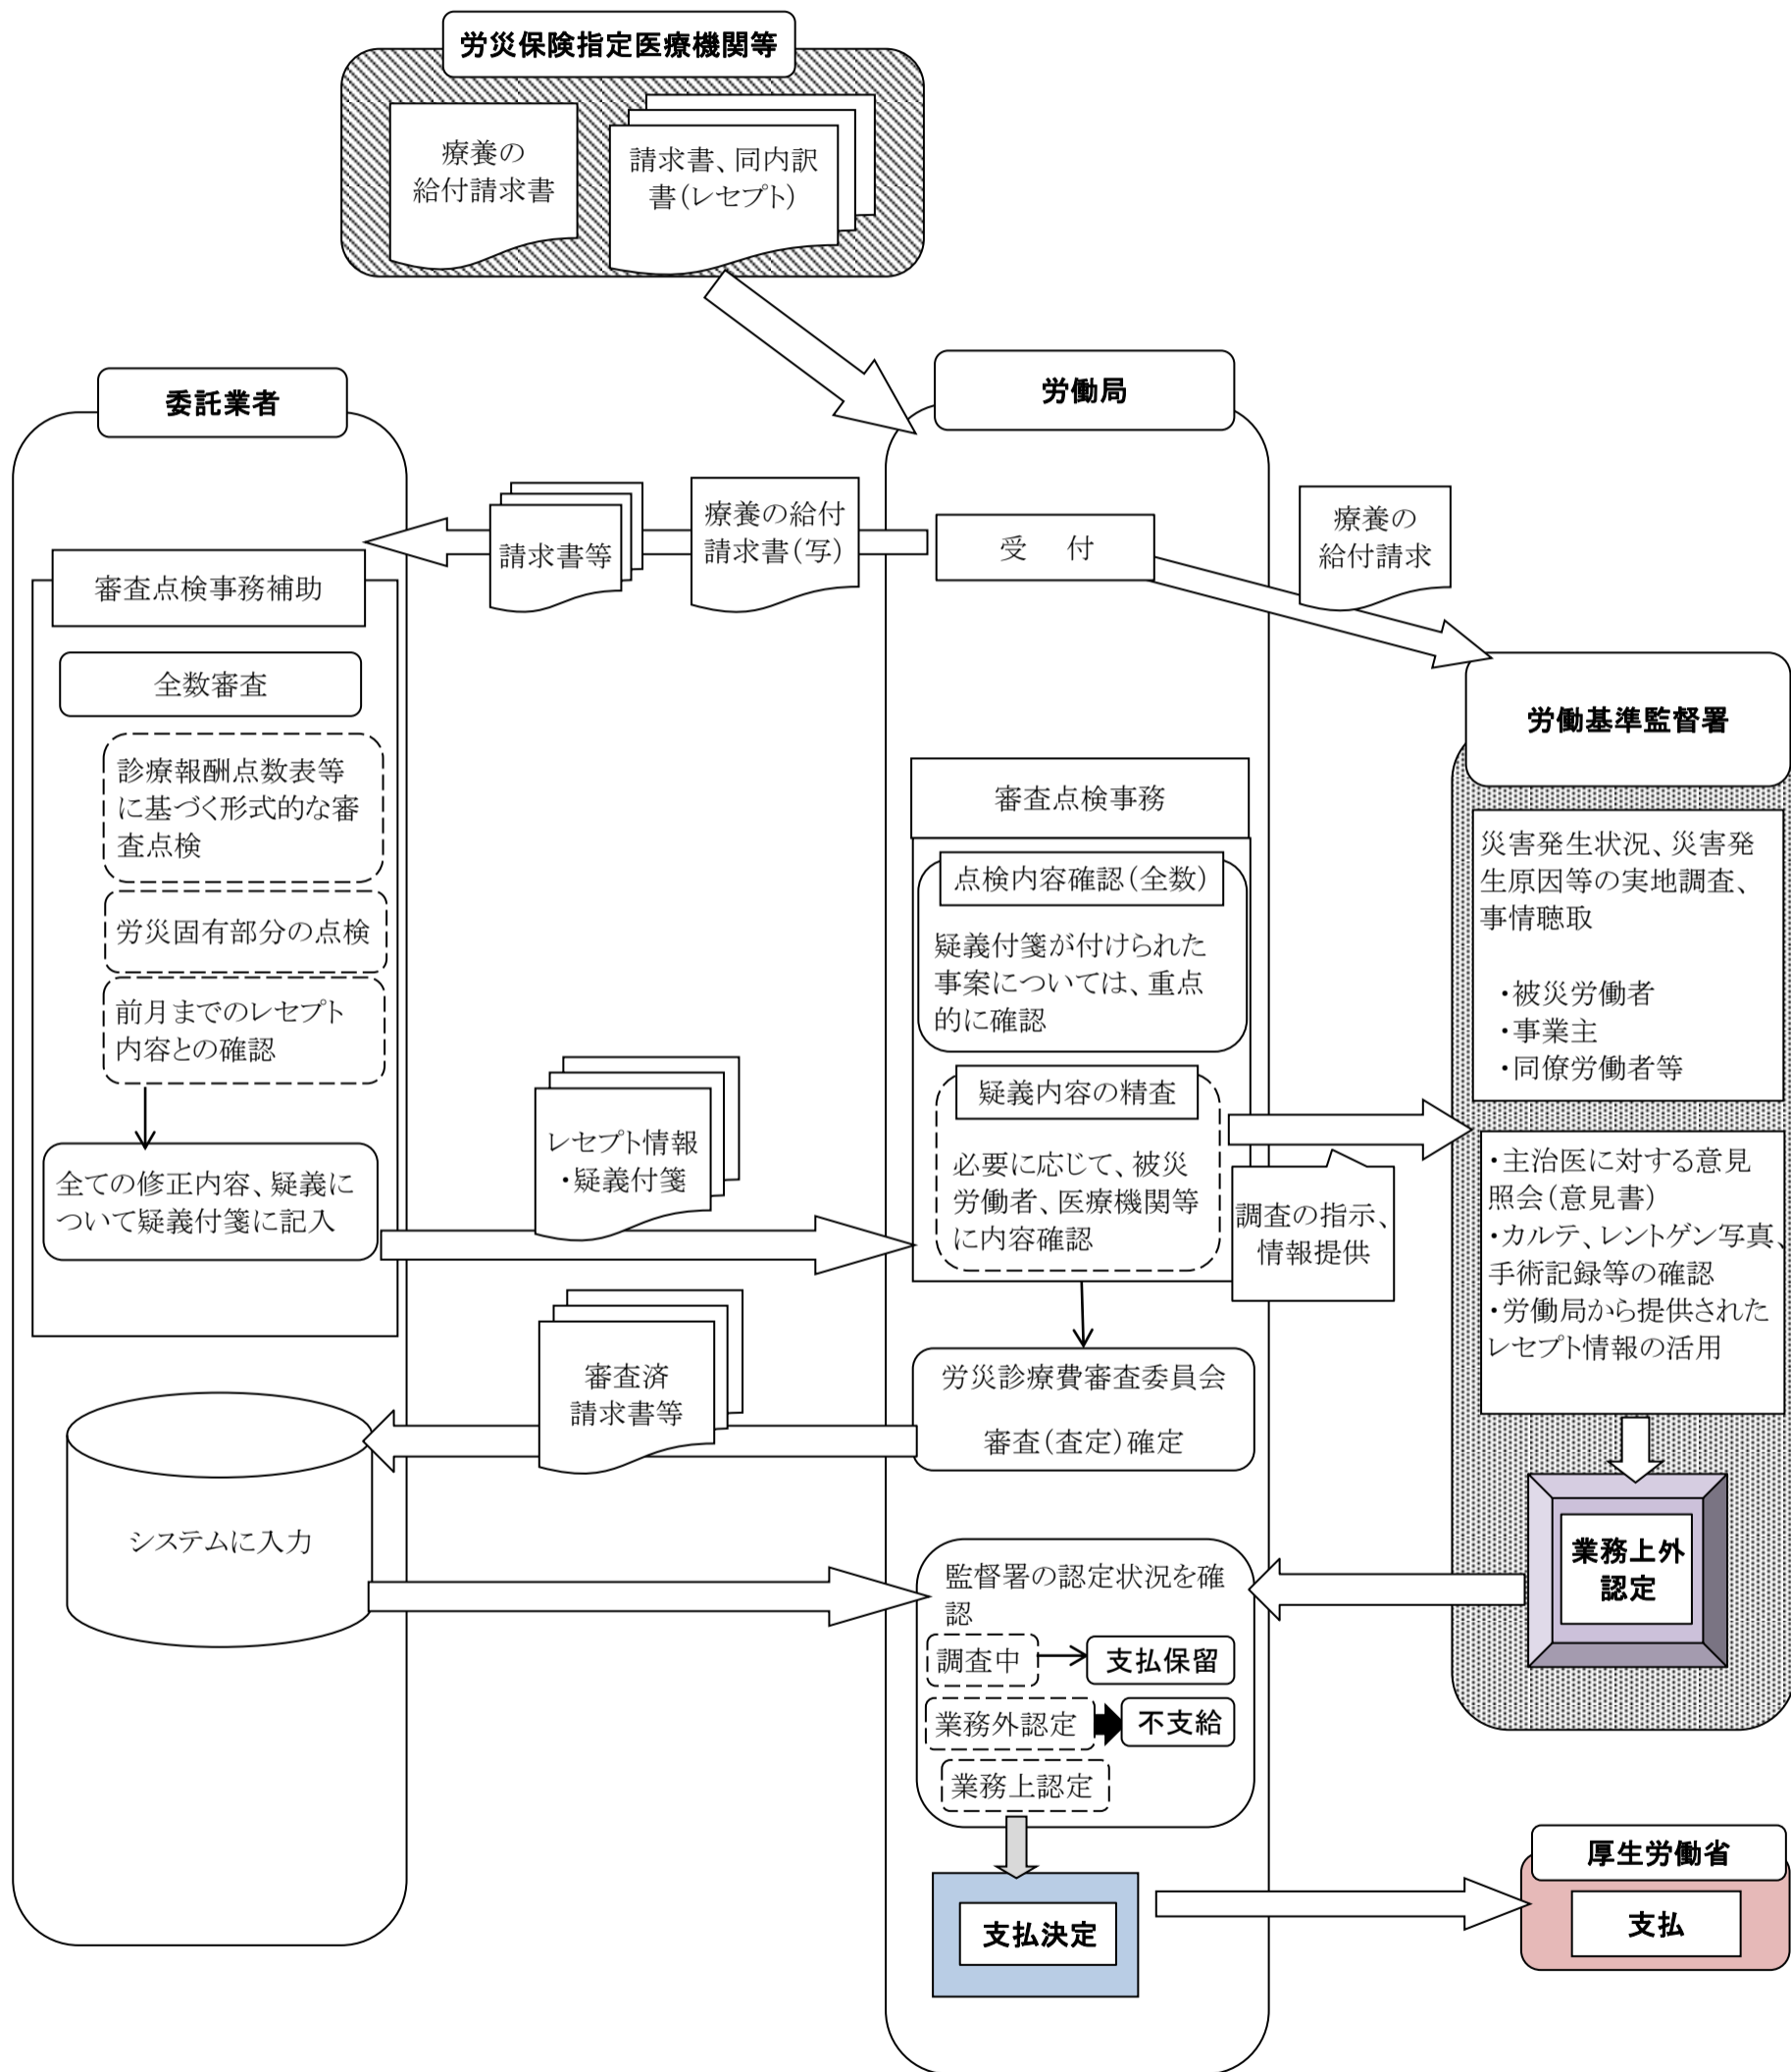 労災保険指定医療機関等
療養の
給付請求書
請求書、同内訳
書（レセプト）
委託業者
労働局
請求書等
療養の給付
請求書（写）
受　付
療養の
給付請求
審査点検事務補助
全数審査
診療報酬点数表等
に基づく形式的な審
査点検
労災固有部分の点検
前月までのレセプト
内容との確認
全ての修正内容、疑義に
ついて疑義付箋に記入
レセプト情報
・疑義付箋
審査点検事務
点検内容確認（全数）
疑義付箋が付けられた
事案については、重点
的に確認
疑義内容の精査
必要に応じて、被災
労働者、医療機関等
に内容確認
調査の指示、
情報提供
労働基準監督署
災害発生状況、災害発
生原因等の実地調査、
事情聴取
・被災労働者
・事業主
・同僚労働者等
・主治医に対する意見
照会（意見書）
・カルテ、レントゲン写真、
手術記録等の確認
・労働局から提供された
レセプト情報の活用
業務上外
認定
審査済
請求書等
労災診療費審査委員会
審査（査定）確定
システムに入力
監督署の認定状況を確
認
調査中
支払保留
業務外認定
不支給
業務上認定
支払決定
厚生労働省
支払